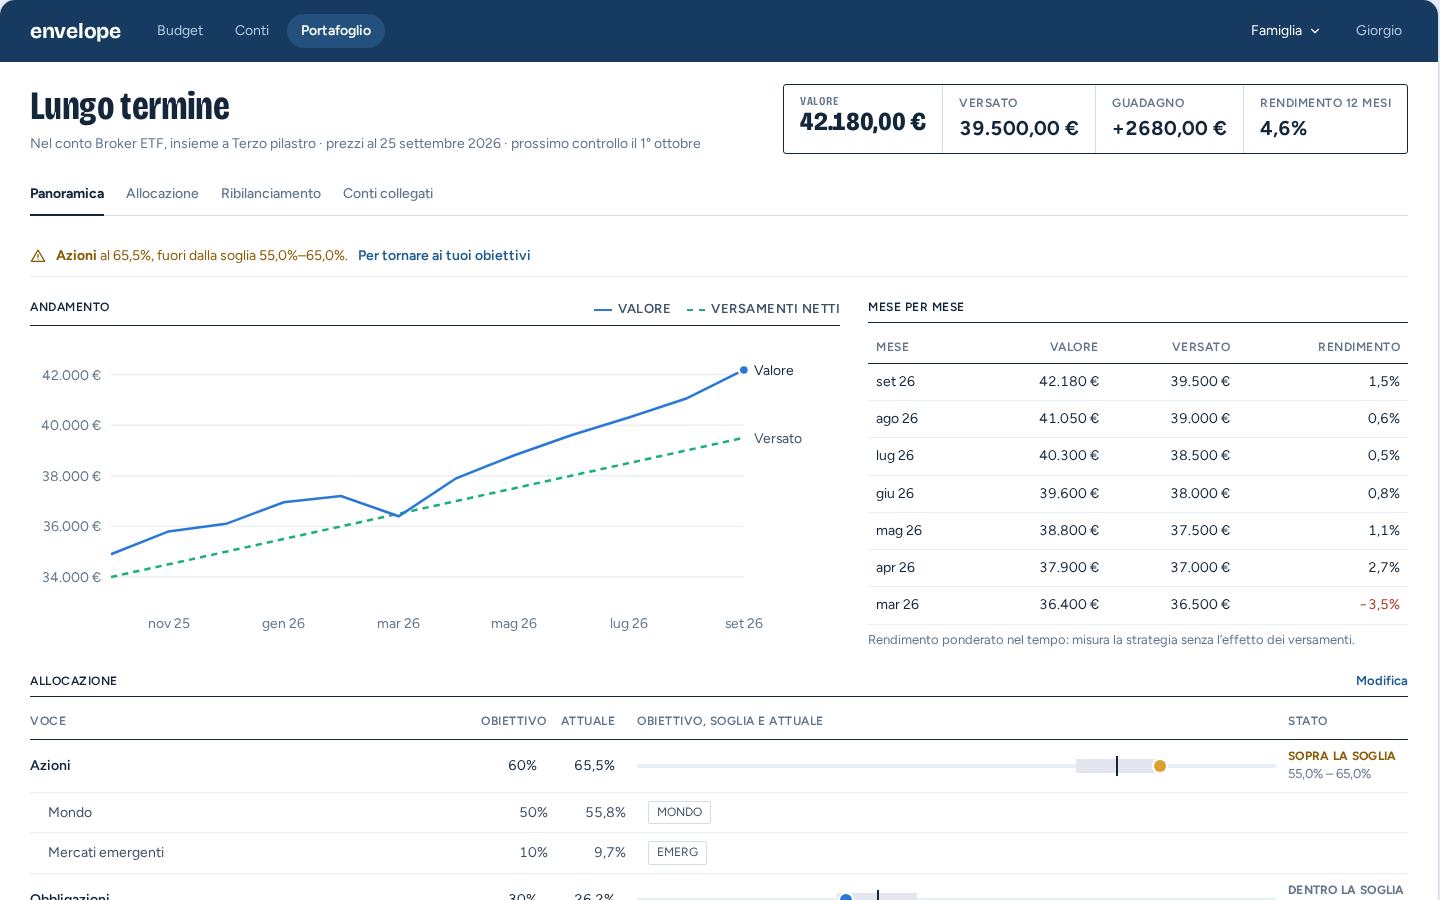 envelope Budget Conti Portafoglio Famiglia Giorgio
Lungo termine
Nel conto Broker ETF, insieme a Terzo pilastro · prezzi al 25 settembre 2026 · prossimo controllo il 1° ottobre
VALORE VERSATO GUADAGNO RENDIMENTO 12 MESI
42.180,00 € 39.500,00 € +2680,00 € 4,6%
Panoramica Allocazione Ribilanciamento Conti collegati
Azioni al 65,5%, fuori dalla soglia 55,0%–65,0%. Per tornare ai tuoi obiettivi
ANDAMENTO VALORE VERSAMENTI NETTI
42.000 €
40.000 €
38.000 €
36.000 €
34.000 €
Valore
Versato
nov 25 gen 26 mar 26 mag 26 lug 26 set 26
MESE PER MESE
MESE VALORE VERSATO RENDIMENTO
set 26 42.180 € 39.500 € 1,5%
ago 26 41.050 € 39.000 € 0,6%
lug 26 40.300 € 38.500 € 0,5%
giu 26 39.600 € 38.000 € 0,8%
mag 26 38.800 € 37.500 € 1,1%
apr 26 37.900 € 37.000 € 2,7%
mar 26 36.400 € 36.500 € −3,5%
Rendimento ponderato nel tempo: misura la strategia senza l’effetto dei versamenti.
ALLOCAZIONE Modifica
VOCE OBIETTIVO ATTUALE OBIETTIVO, SOGLIA E ATTUALE STATO
Azioni 60% 65,5% SOPRA LA SOGLIA
55,0% – 65,0%
Mondo 50% 55,8% MONDO
Mercati emergenti 10% 9,7% EMERG
Obbligazioni 30% 26,2% DENTRO LA SOGLIA